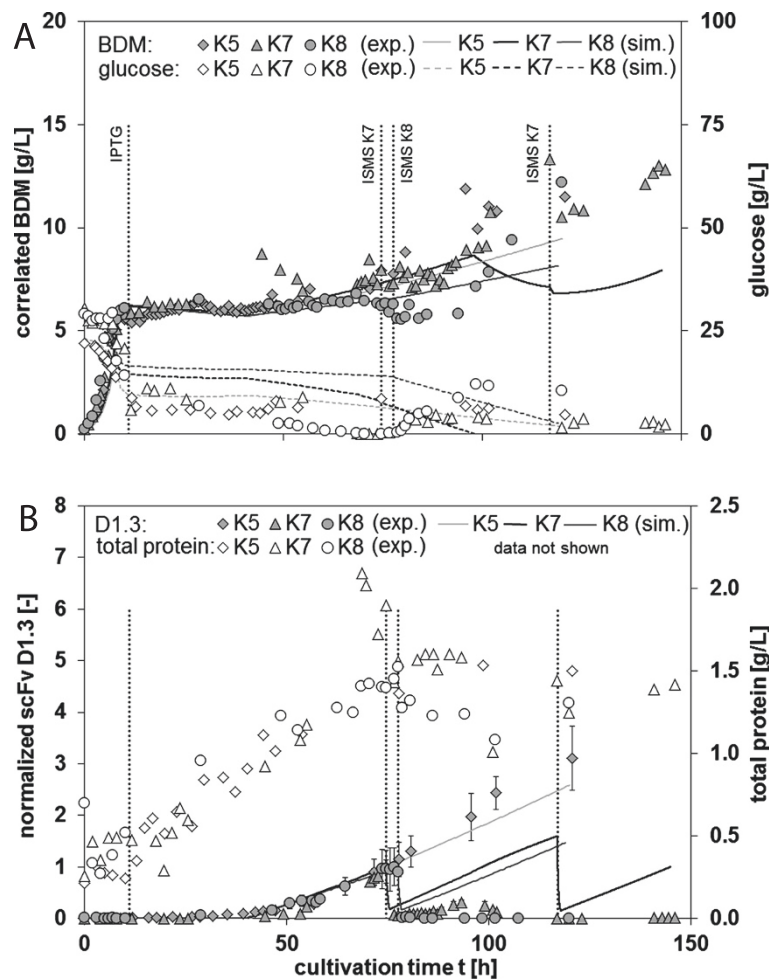 A
20
BDM: K5 K7 K8 (exp.) K5 K7 K8 (sim.)
glucose: K5 K7 K8 (exp.) K5 K7 K8 (sim.)
100
15
IPTG
ISMS K7
ISMS K8
ISMS K7
75
correlated BDM [g/L]
glucose [g/L]
10
50
5
25
0
0
B
8
D1.3: K5 K7 K8 (exp.) K5 K7 K8 (sim.)
total protein: K5 K7 K8 (exp.) data not shown
2.5
7
6
2.0
5
1.5
normalized scFv D1.3 [-]
total protein [g/L]
4
3
1.0
2
0.5
1
0
0.0
0
50
100
150
cultivation time t [h]